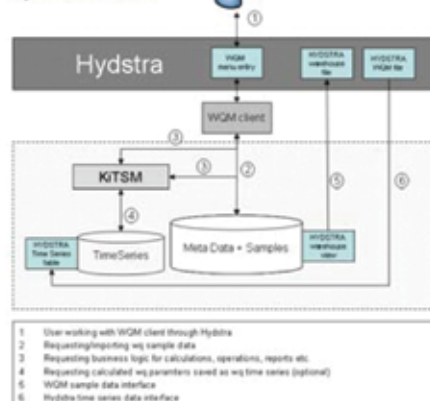 1
Hydstra
WQM
menu entry
HYDSTRA
warehouse
file
HYDSTRA
WQM file
WQM client
3
KiTSM
3
2
5
6
4
HYDSTRA
Time Series
table
TimeSeries
Meta Data + Samples
HYDSTRA
warehouse
view
1 User working with WQM client through Hydstra
2 Requesting/importing wq sample data
3 Requesting business logic for calculations, operations, reports etc.
4 Requesting calculated wq paramters saved as wq time series (optional)
5 WQM sample data interface
6 Hydstra time series data interface